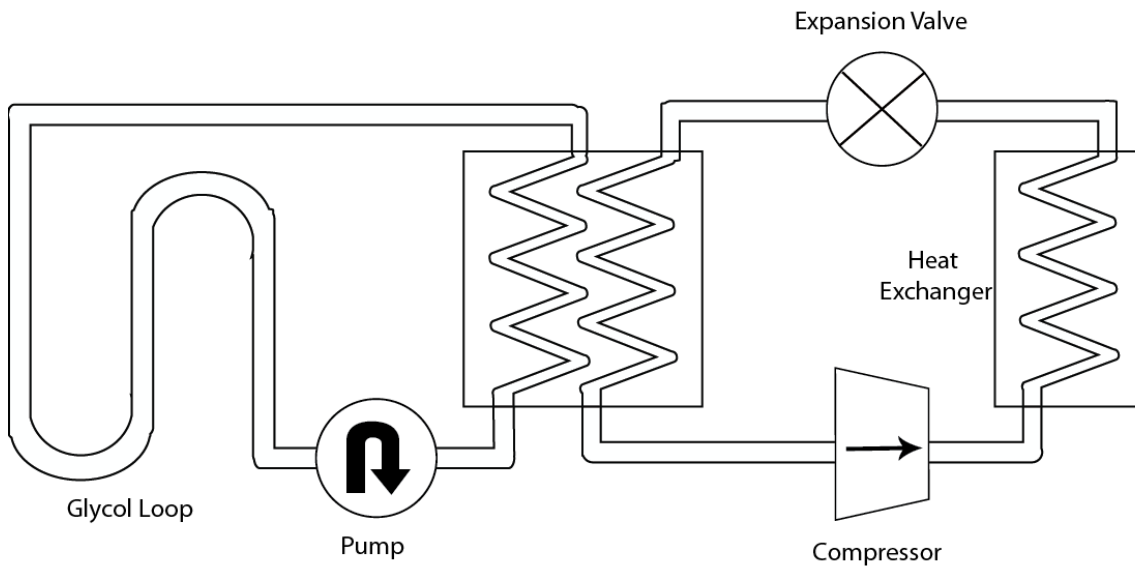 Expansion Valve
Heat
Exchanger
Glycol Loop
Pump
Compressor